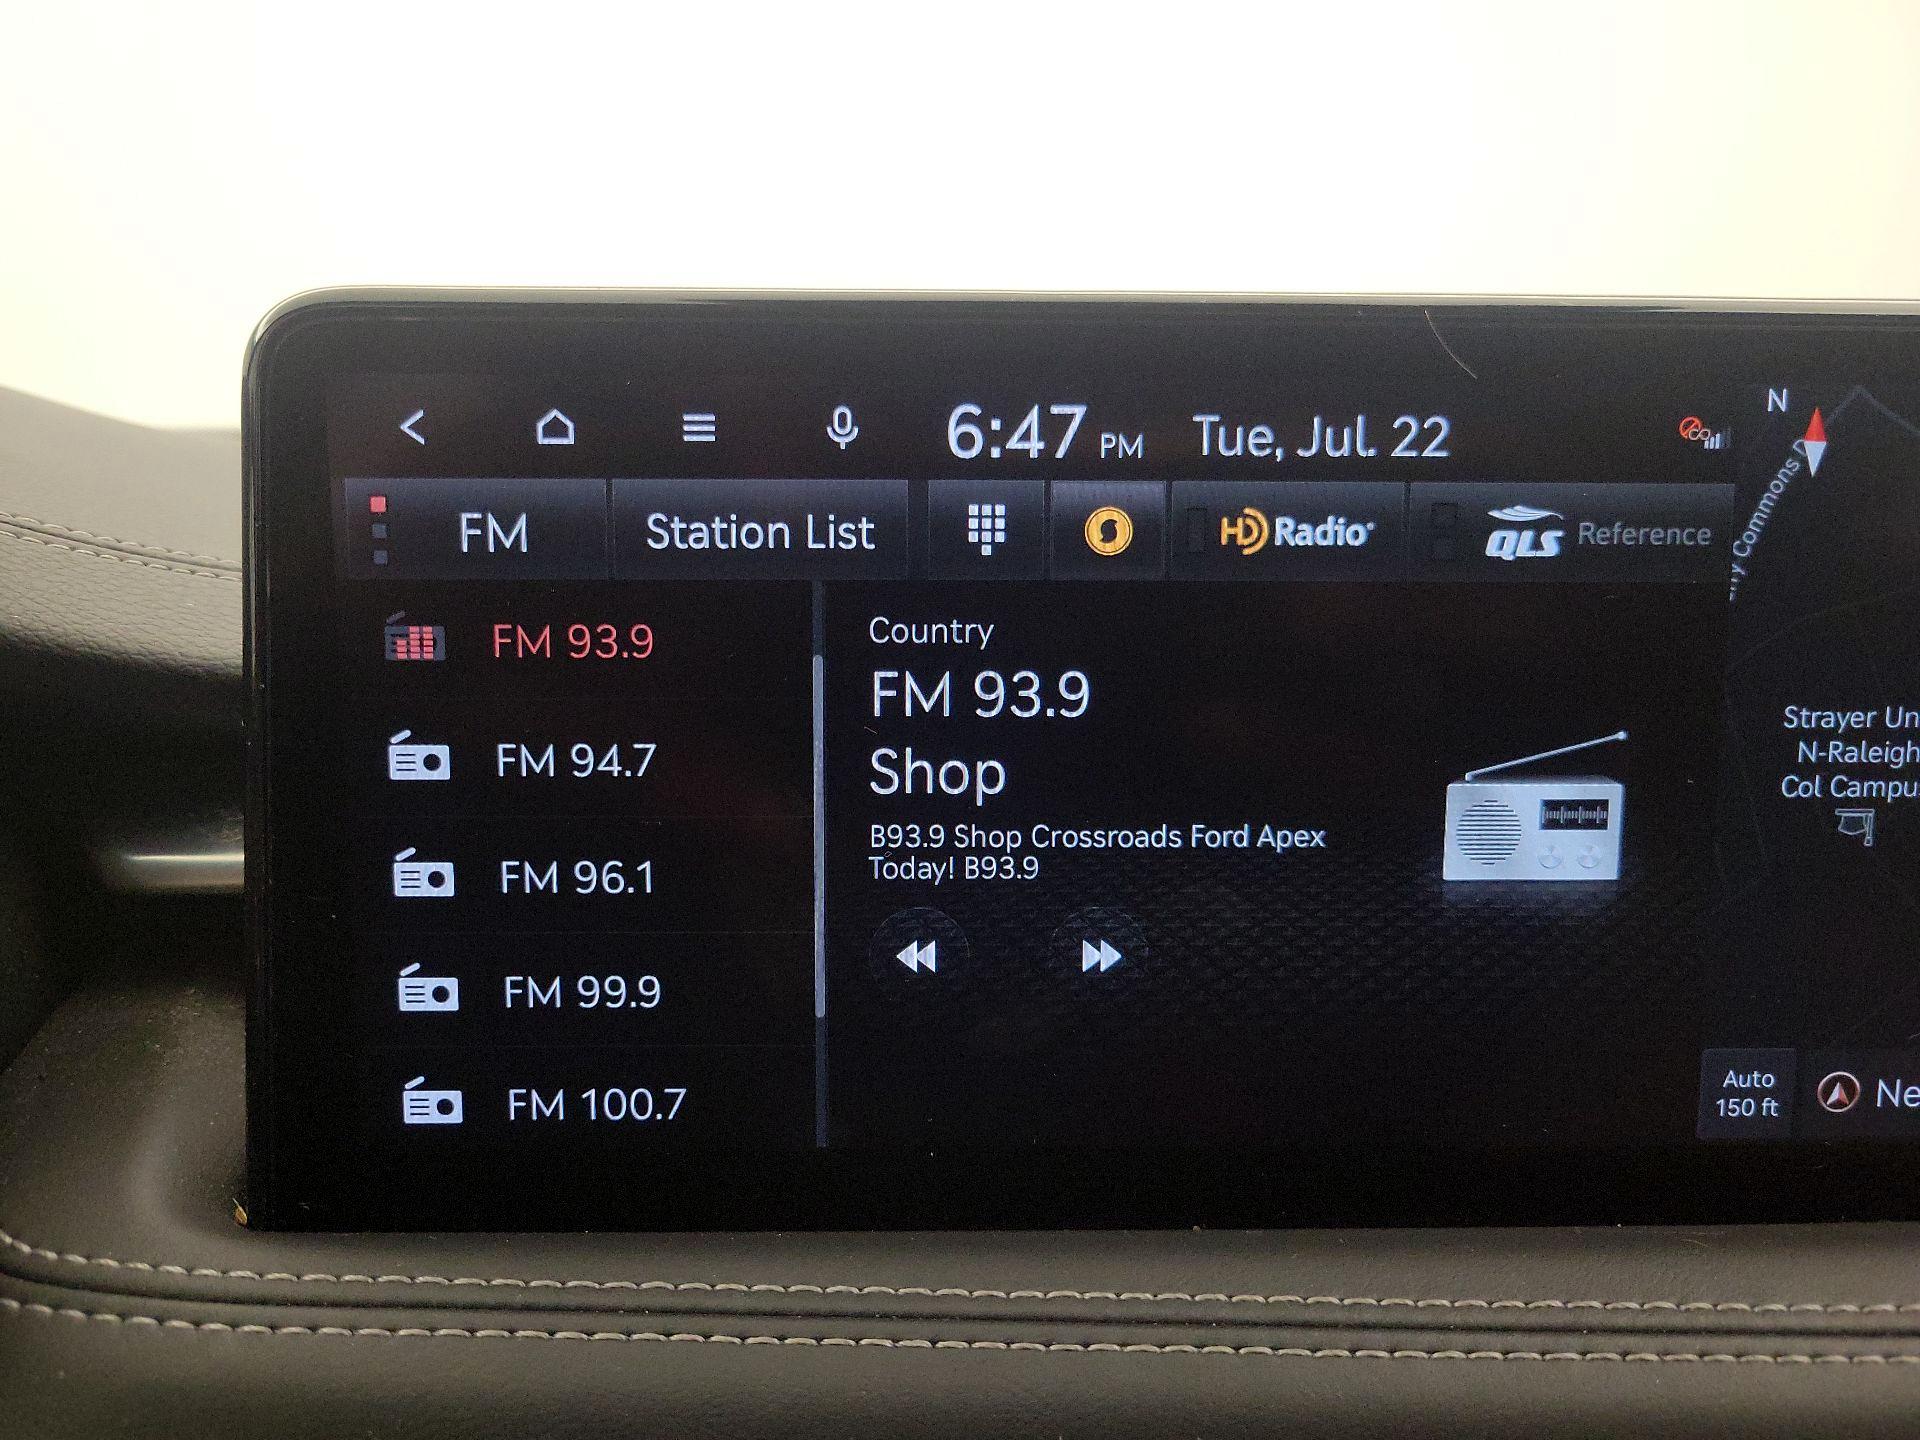 6:47 PM Tue, Jul. 22
N
FM Station List HD Radio QLS Reference
Commons
FM 93.9
FM 94.7
FM 96.1
FM 99.9
FM 100.7
Country
FM 93.9
Shop
B93.9 Shop Crossroads Ford Apex
Today! B93.9
Strayer Un
N-Raleigh
Col Campu
Auto
150 ft
Ne